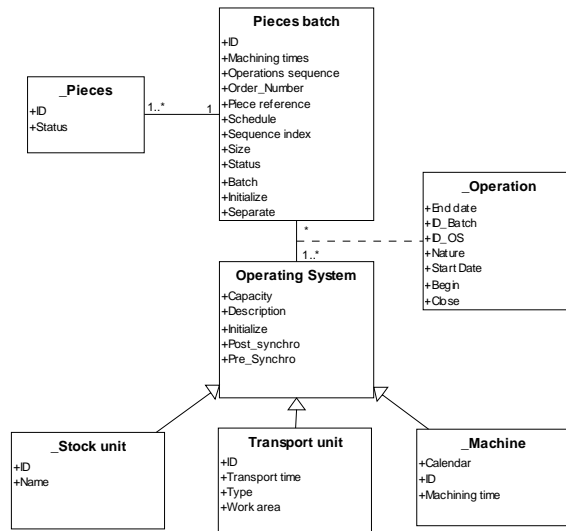 Pieces batch
+ID
+Machining times
+Operations sequence
+Order_Number
+Piece reference
+Schedule
+Sequence index
+Size
+Status
+Batch
+Initialize
+Separate
_Pieces
+ID
+Status
1..*
1
_Operation
+End date
+ID_Batch
+ID_OS
+Nature
+Start Date
+Begin
+Close
*
1..*
Operating System
+Capacity
+Description
+Initialize
+Post_synchro
+Pre_Synchro
_Stock unit
+ID
+Name
Transport unit
+ID
+Transport time
+Type
+Work area
_Machine
+Calendar
+ID
+Machining time